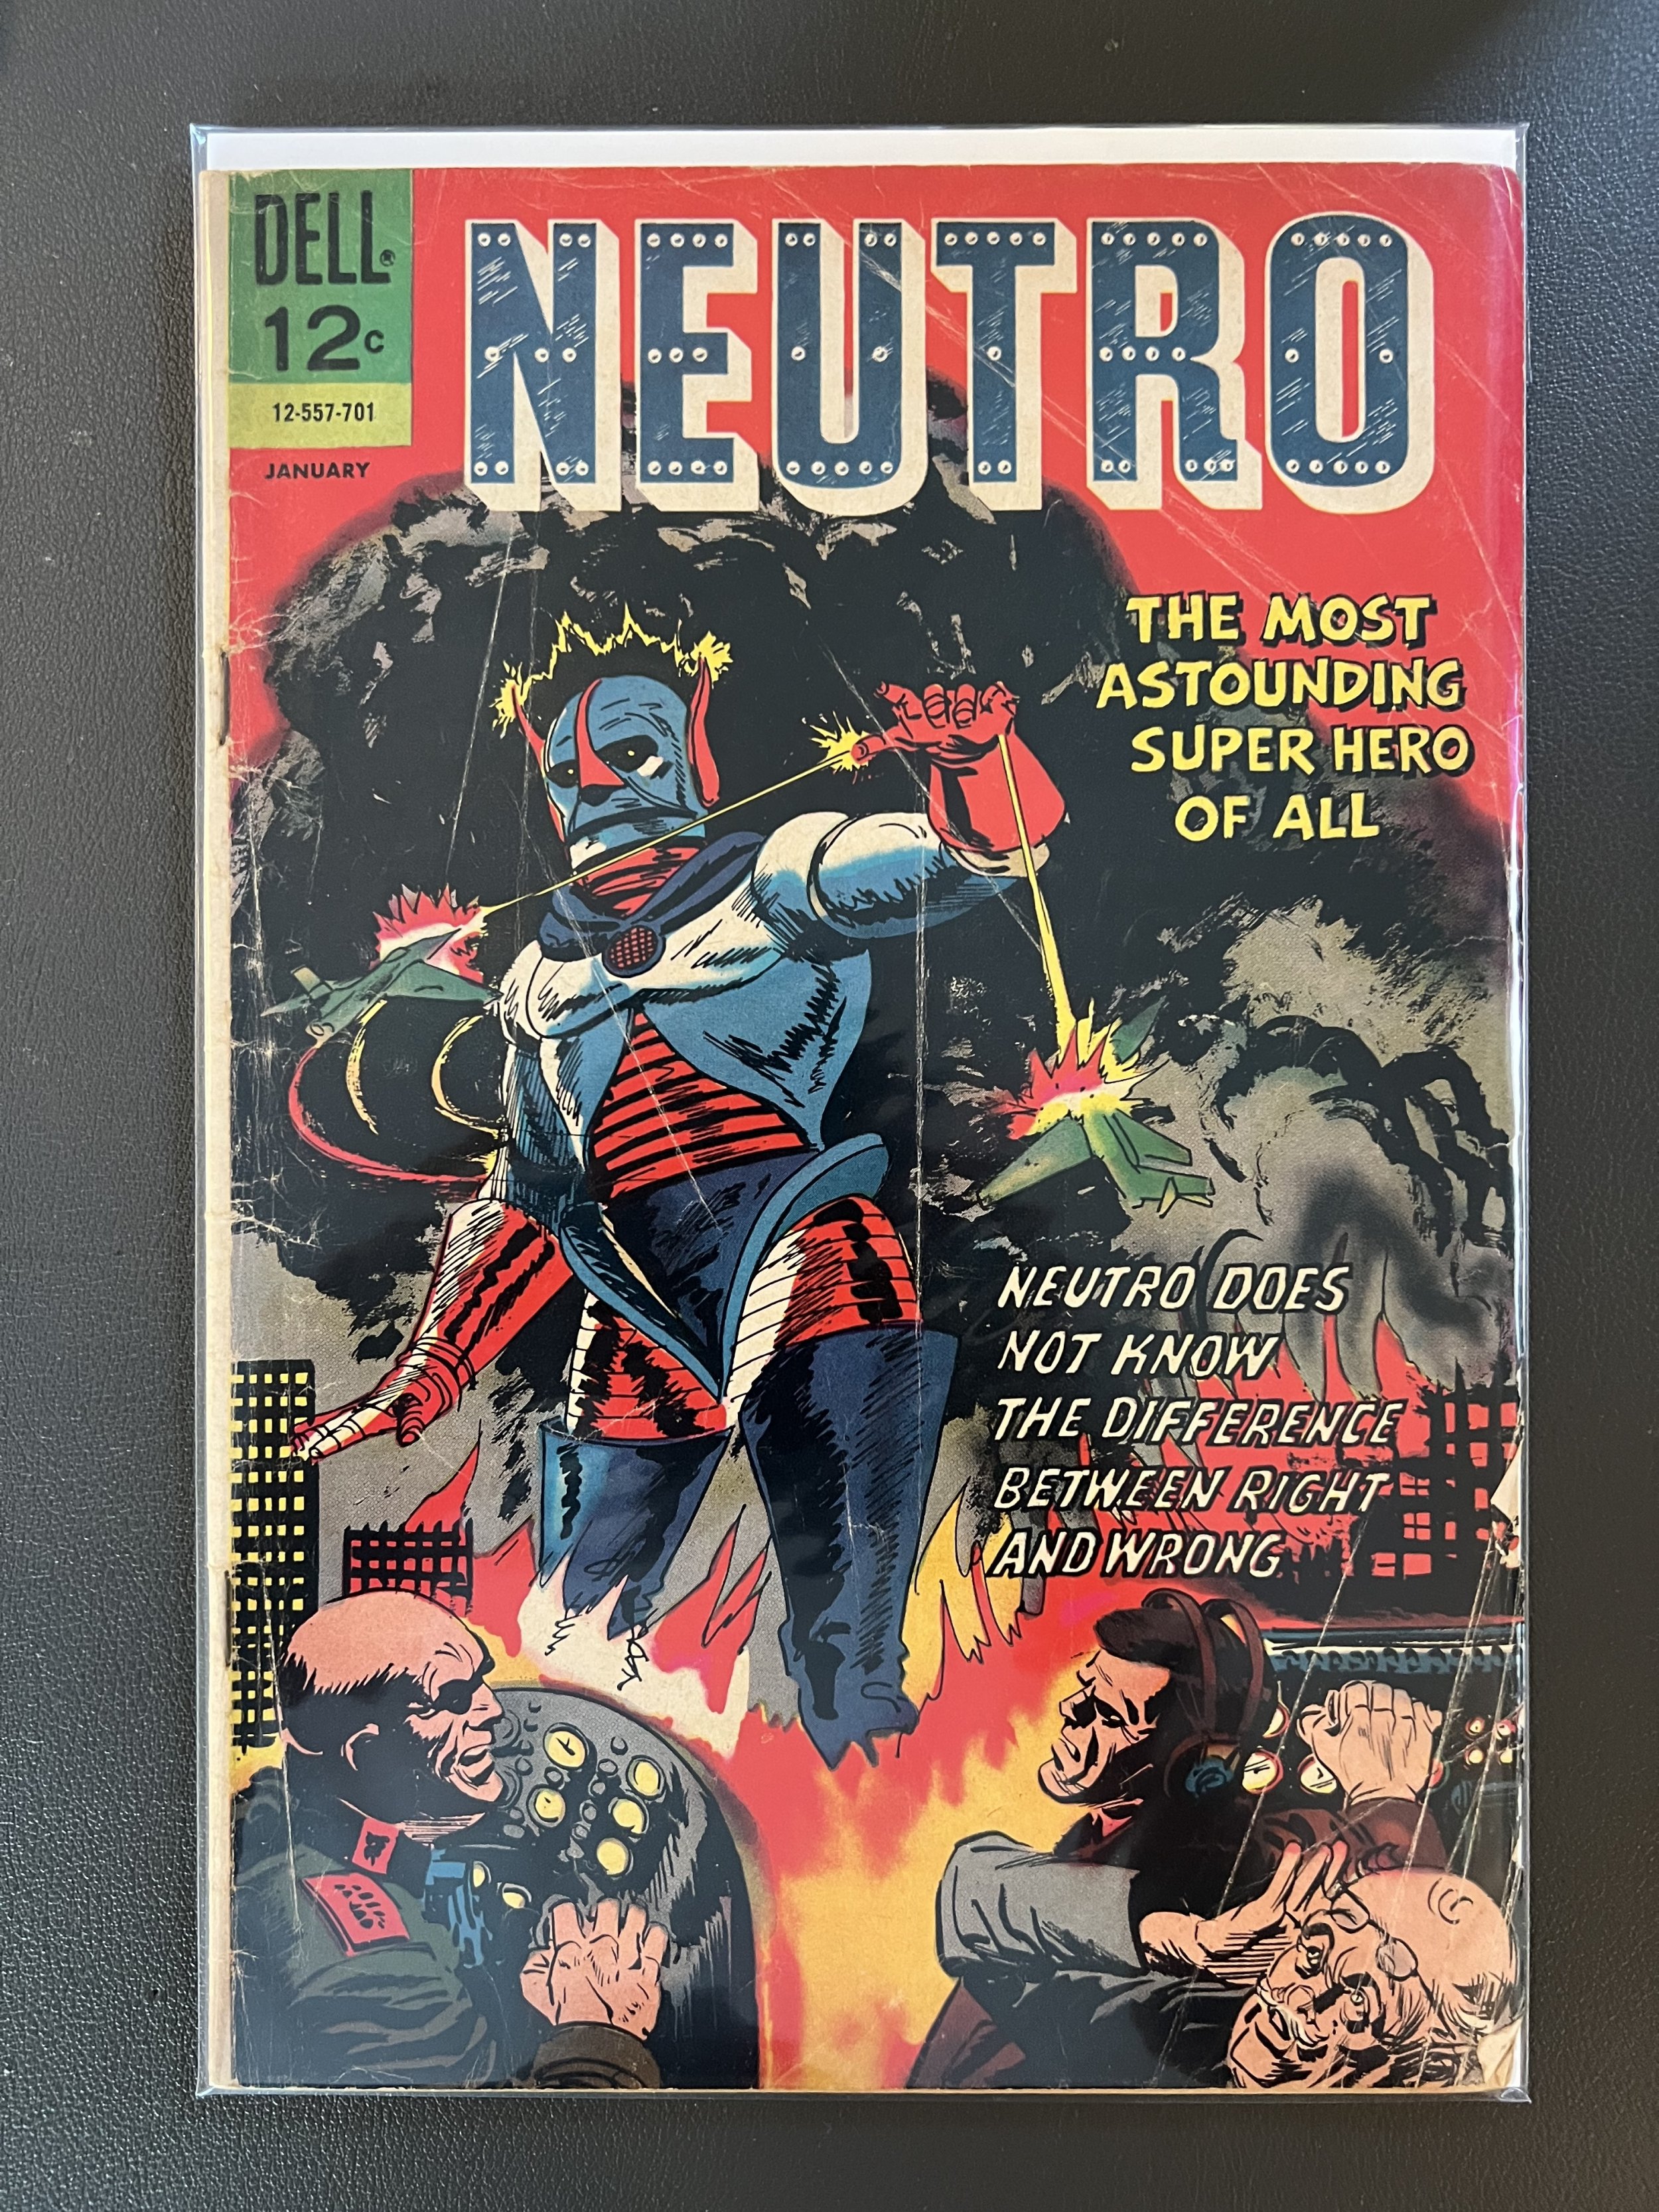 DELL®
12c
12-557-701
JANUARY
NEUTRO
THE MOST
ASTOUNDING
SUPER HERO
OF ALL
NEUTRO DOES
NOT KNOW
THE DIFFERENCE
BETWEEN RIGHT
AND WRONG